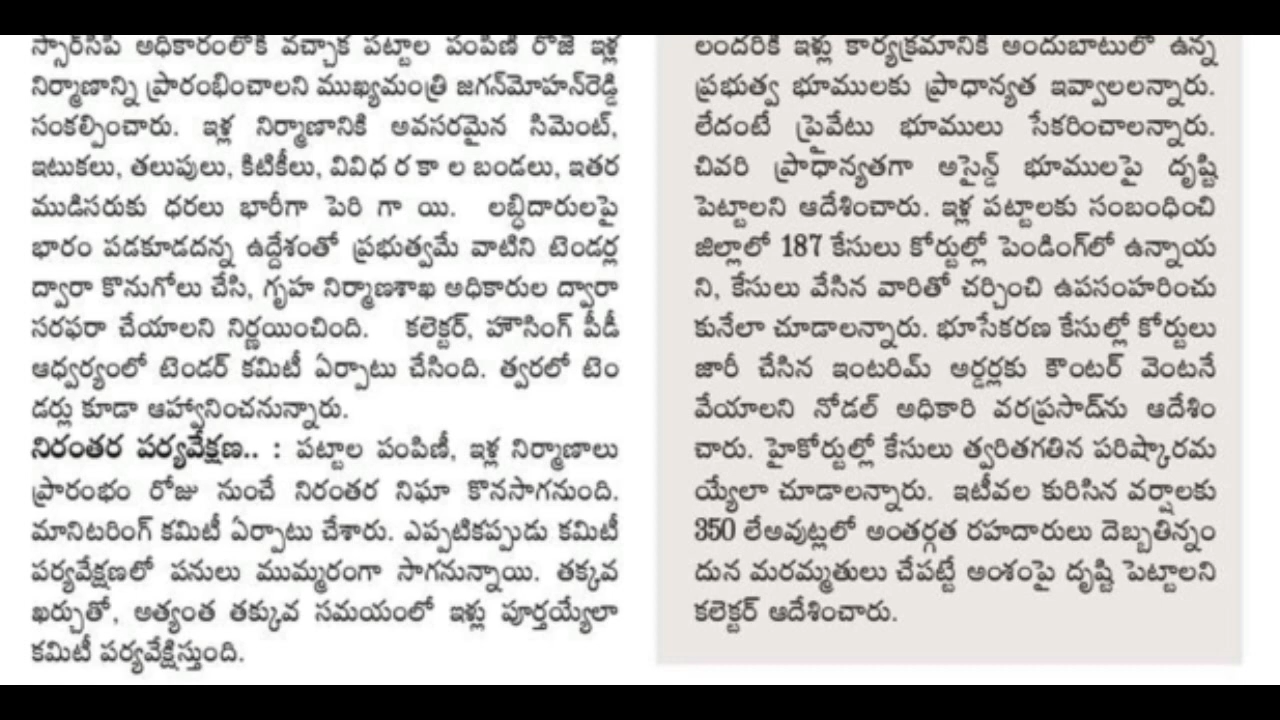 స్సార్‌సీపీ అధికారంలోకి వచ్చాక పట్టాల పంపిణీ రోజే ఇళ్ల
నిర్మాణాన్ని ప్రారంభించాలని ముఖ్యమంత్రి జగన్‌మోహన్‌రెడ్డి
సంకల్పించారు. ఇళ్ల నిర్మాణానికి అవసరమైన సిమెంట్,
ఇటుకలు, తలుపులు, కిటికీలు, వివిధ ర కా ల బండలు, ఇతర
ముడిసరుకు ధరలు భారీగా పెరి గా యి. లబ్ధిదారులపై
భారం పడకూడదన్న ఉద్దేశంతో ప్రభుత్వమే వాటిని టెండర్ల
ద్వారా కొనుగోలు చేసి, గృహ నిర్మాణశాఖ అధికారుల ద్వారా
సరఫరా చేయాలని నిర్ణయించింది. కలెక్టర్, హౌసింగ్ పీడీ
ఆధ్వర్యంలో టెండర్ కమిటీ ఏర్పాటు చేసింది. త్వరలో టెం
డర్లు కూడా ఆహ్వానించనున్నారు.
నిరంతర పర్యవేక్షణ.. : పట్టాల పంపిణీ, ఇళ్ల నిర్మాణాలు
ప్రారంభం రోజు నుంచే నిరంతర నిఘా కొనసాగనుంది.
మానిటరింగ్ కమిటీ ఏర్పాటు చేశారు. ఎప్పటికప్పుడు కమిటీ
పర్యవేక్షణలో పనులు ముమ్మరంగా సాగనున్నాయి. తక్కవ
ఖర్చుతో, అత్యంత తక్కువ సమయంలో ఇళ్లు పూర్తయ్యేలా
కమిటీ పర్యవేక్షిస్తుంది.
లందరికీ ఇళ్లు కార్యక్రమానికి అందుబాటులో ఉన్న
ప్రభుత్వ భూములకు ప్రాధాన్యత ఇవ్వాలలన్నారు.
లేదంటే ప్రైవేటు భూములు సేకరించాలన్నారు.
చివరి ప్రాధాన్యతగా అసైన్డ్ భూములపై దృష్టి
పెట్టాలని ఆదేశించారు. ఇళ్ల పట్టాలకు సంబంధించి
జిల్లాలో 187 కేసులు కోర్టుల్లో పెండింగ్‌లో ఉన్నాయ
ని, కేసులు వేసిన వారితో చర్చించి ఉపసంహరించు
కునేలా చూడాలన్నారు. భూసేకరణ కేసుల్లో కోర్టులు
జారీ చేసిన ఇంటరిమ్ ఆర్డర్లకు కౌంటర్ వెంటనే
వేయాలని నోడల్ అధికారి వరప్రసాద్‌ను ఆదేశిం
చారు. హైకోర్టుల్లో కేసులు త్వరితగతిన పరిష్కారమ
య్యేలా చూడాలన్నారు. ఇటీవల కురిసిన వర్షాలకు
350 లేఅవుట్లలో అంతర్గత రహదారులు దెబ్బతిన్నం
దున మరమ్మతులు చేపట్టే అంశంపై దృష్టి పెట్టాలని
కలెక్టర్ ఆదేశించారు.